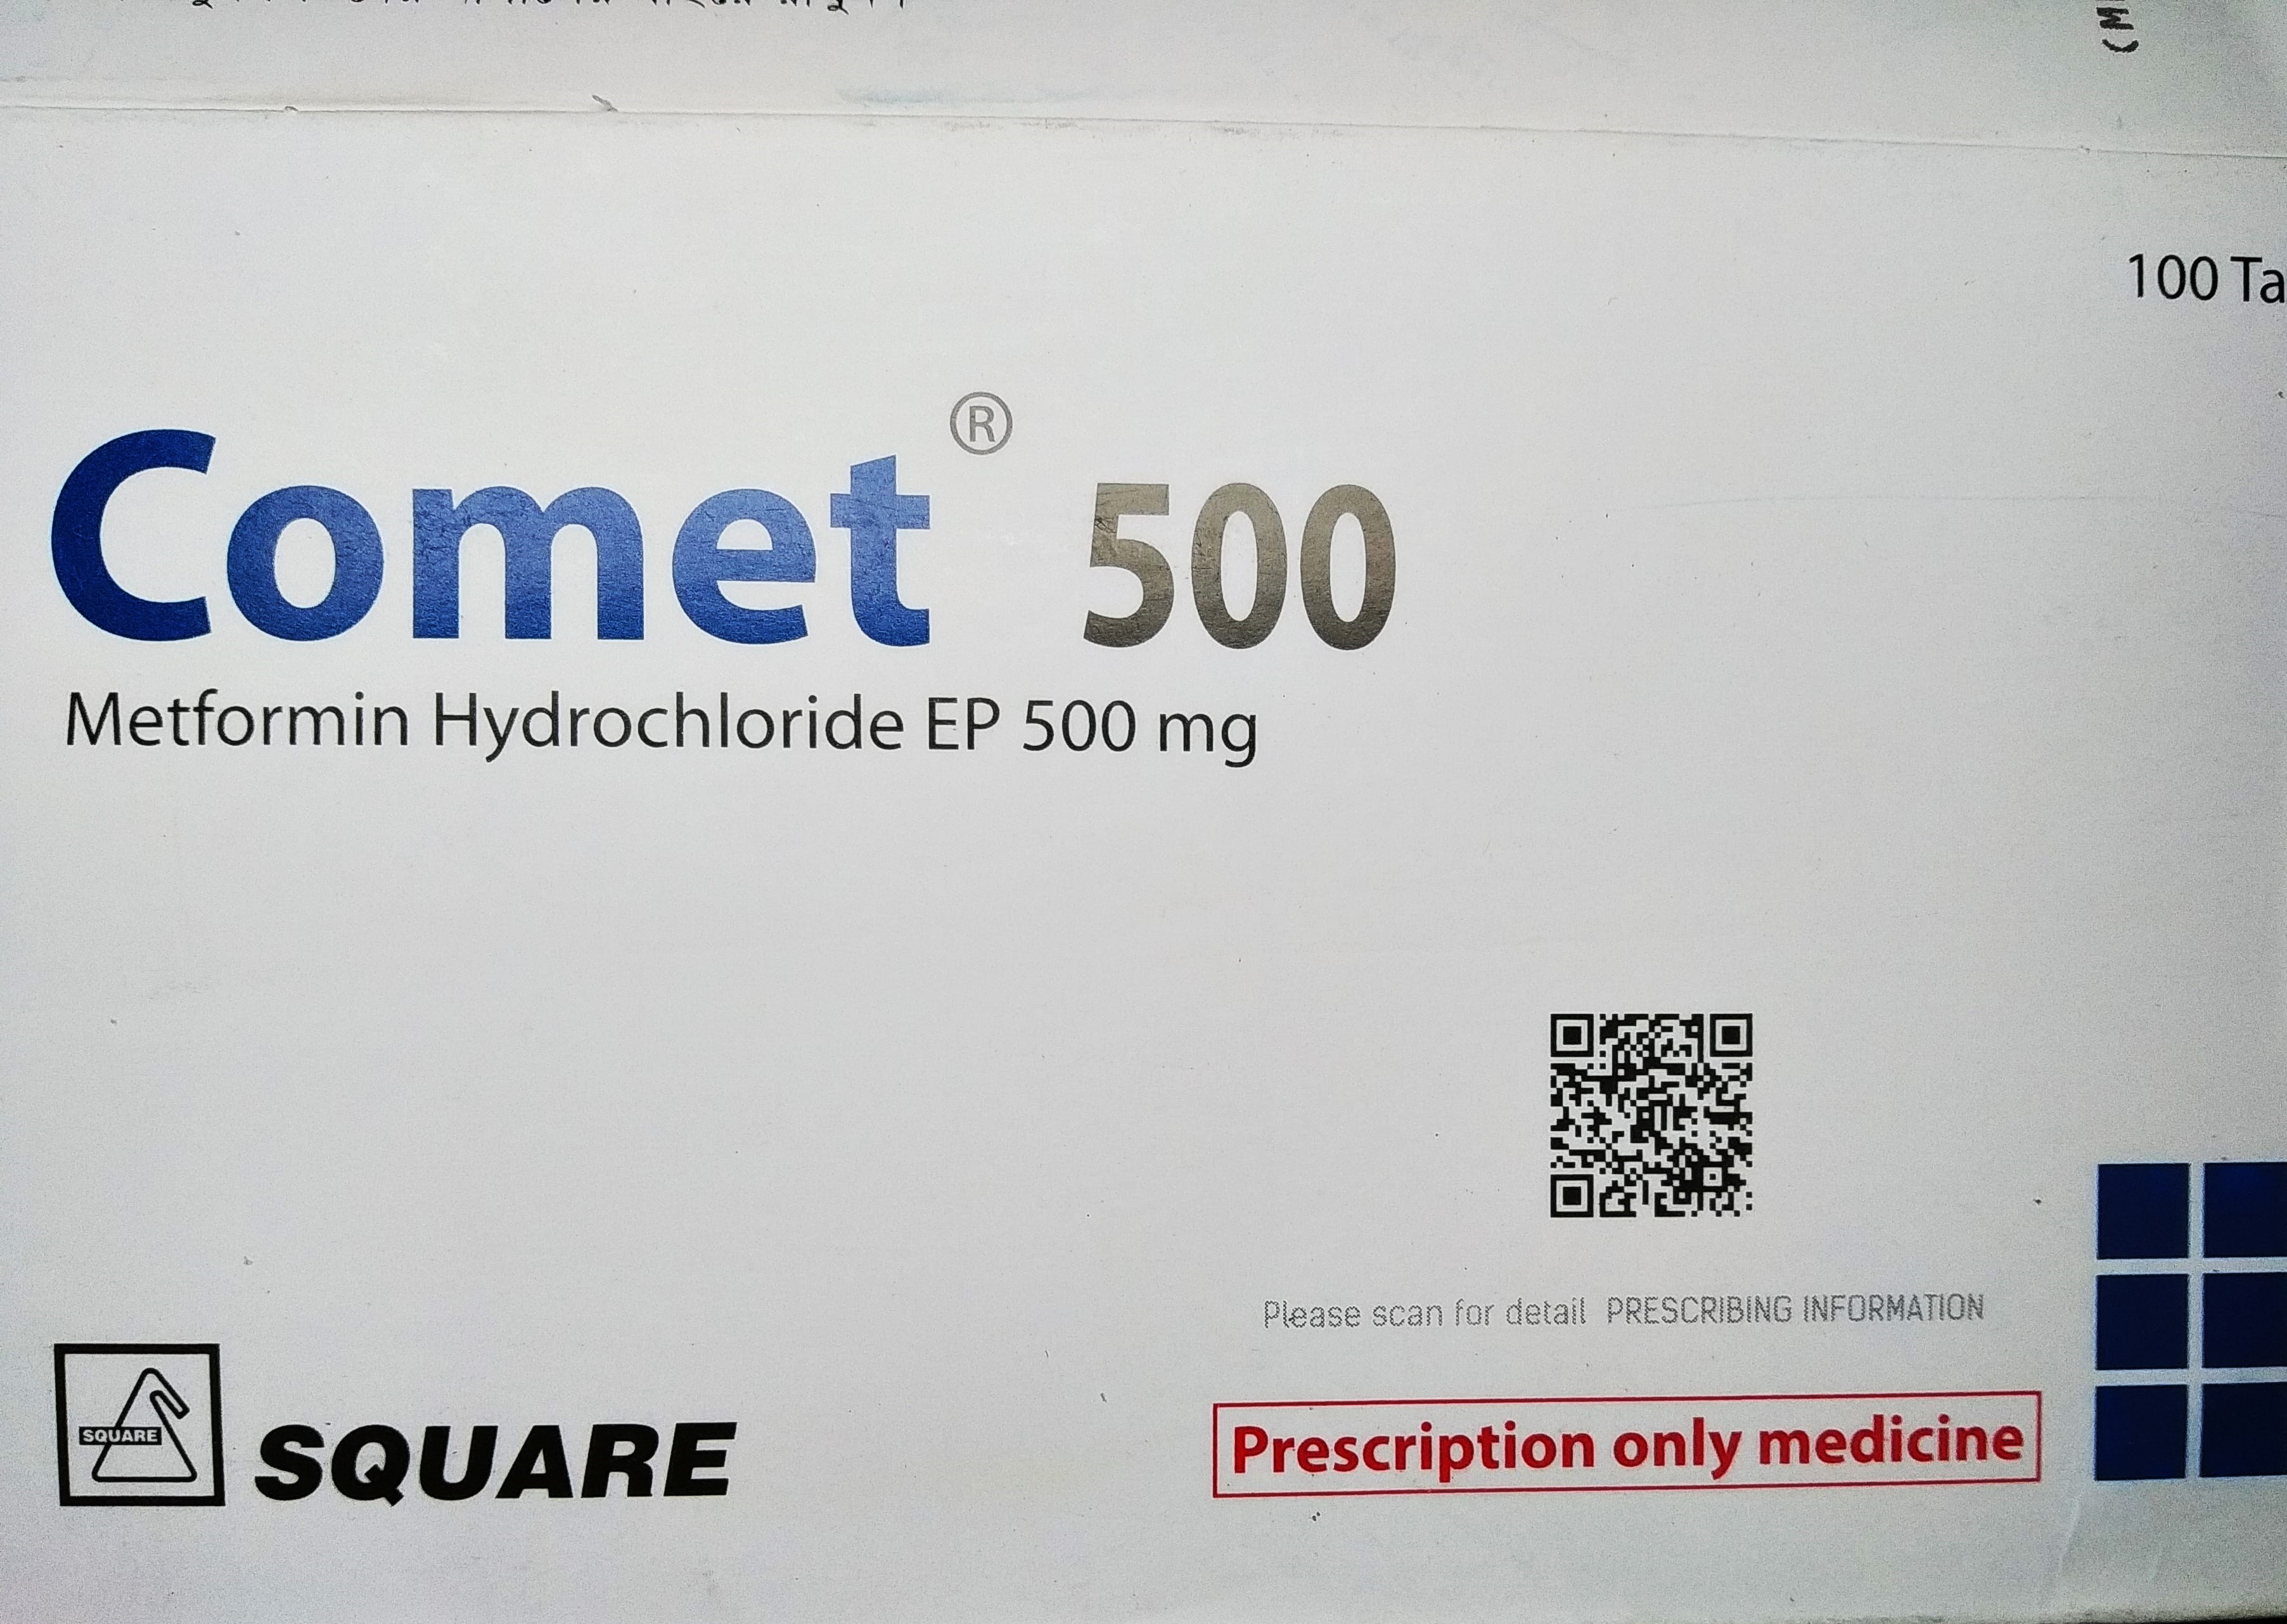 100 Ta
Comet® 500
Metformin Hydrochloride EP 500 mg
Please scan for detail PRESCRIBING INFORMATION
SQUARE
SQUARE
Prescription only medicine